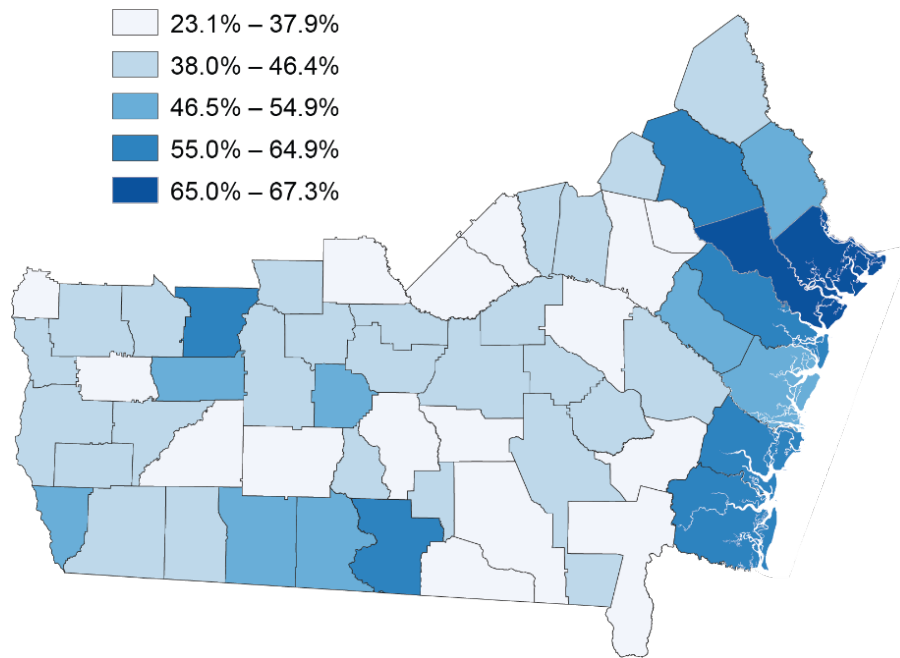 23.1% – 37.9%
38.0% – 46.4%
46.5% – 54.9%
55.0% – 64.9%
65.0% – 67.3%